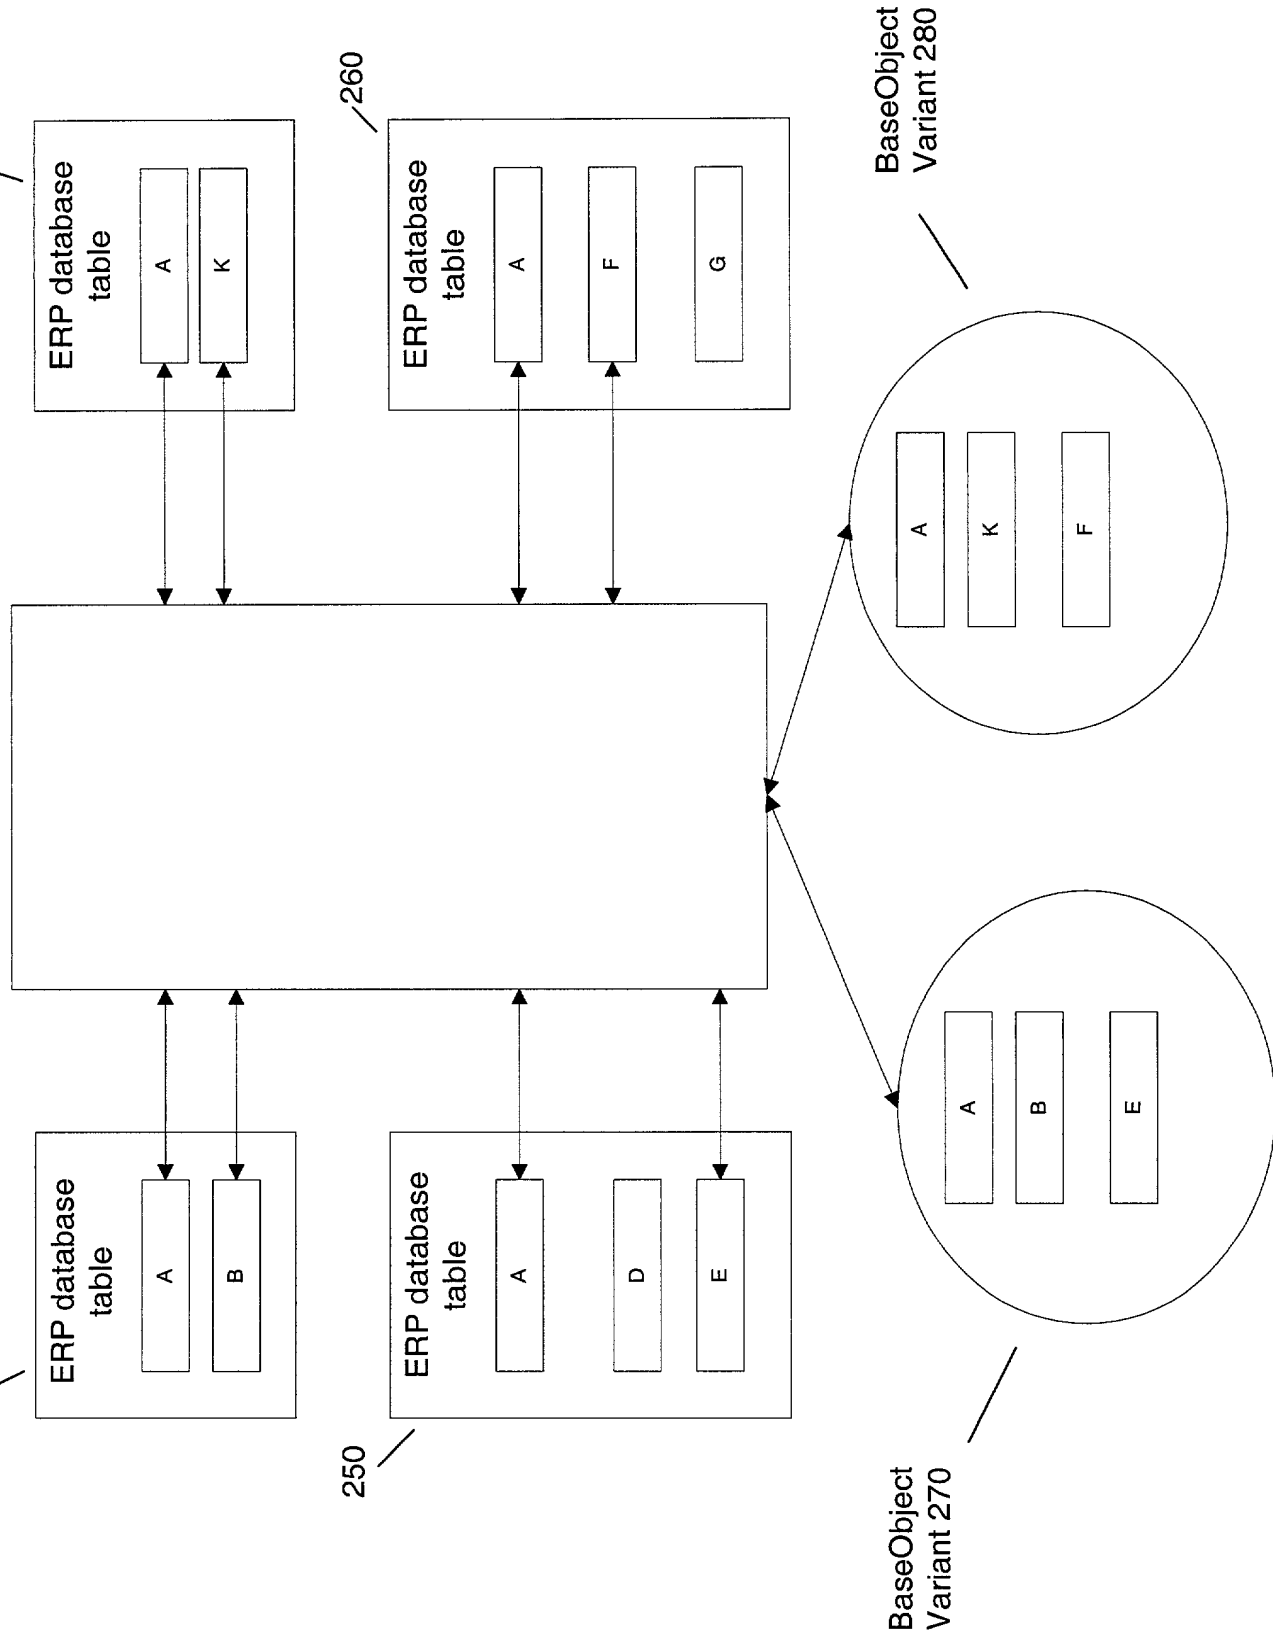 ERP database
table
A
B
ERP database
table
A
K
250
ERP database
table
A
D
E
260
ERP database
table
A
F
G
BaseObject
Variant 270
A
B
E
BaseObject
Variant 280
A
K
F